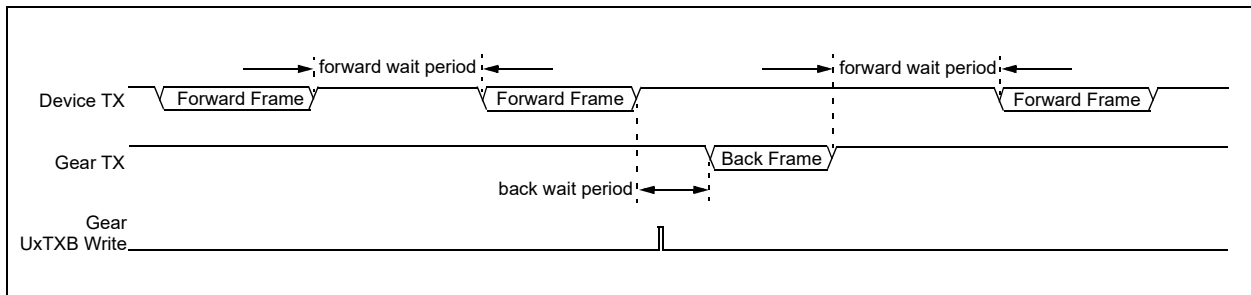 forward wait period
forward wait period
Device TX
Forward Frame
Forward Frame
Forward Frame
Gear TX
Back Frame
back wait period
Gear
UxTXB Write